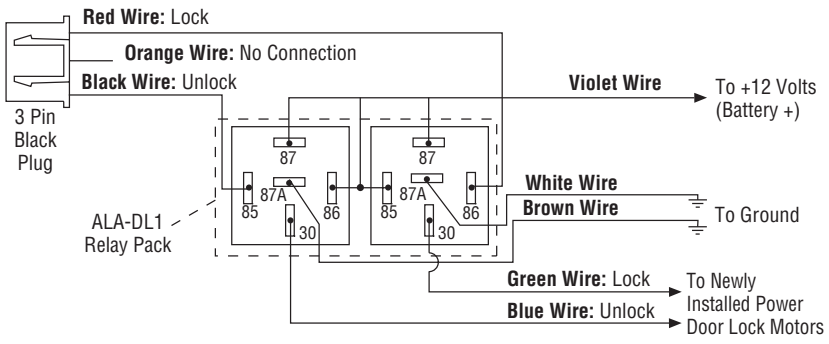 Red Wire: Lock
Orange Wire: No Connection
Black Wire: Unlock
3 Pin
Black
Plug
Violet Wire
To +12 Volts
(Battery +)
87
87
87A
87A
85
86
85
86
30
30
ALA-DL1
Relay Pack
White Wire
Brown Wire
To Ground
Green Wire: Lock
Blue Wire: Unlock
To Newly
Installed Power
Door Lock Motors